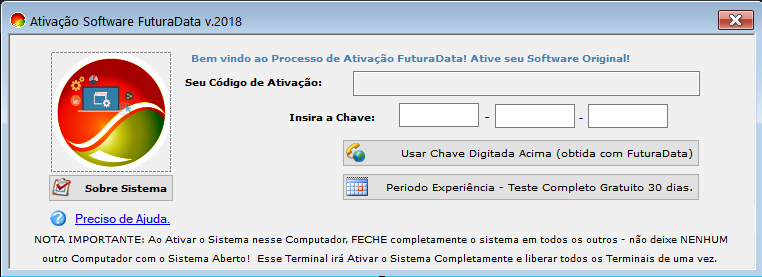 Ativação Software FuturaData v.2018
Bem vindo ao Processo de Ativação FuturaData! Ative seu Software Original!
Seu Código de Ativação:
Insira a Chave:
- -
Usar Chave Digitada Acima (obtida com FuturaData)
Sobre Sistema
Periodo Experiência - Teste Completo Gratuito 30 dias.
Preciso de Ajuda.
NOTA IMPORTANTE: Ao Ativar o Sistema nesse Computador, FECHE completamente o sistema em todos os outros - não deixe NENHUM
outro Computador com o Sistema Aberto! Esse Terminal irá Ativar o Sistema Completamente e liberar todos os Terminais de uma vez.